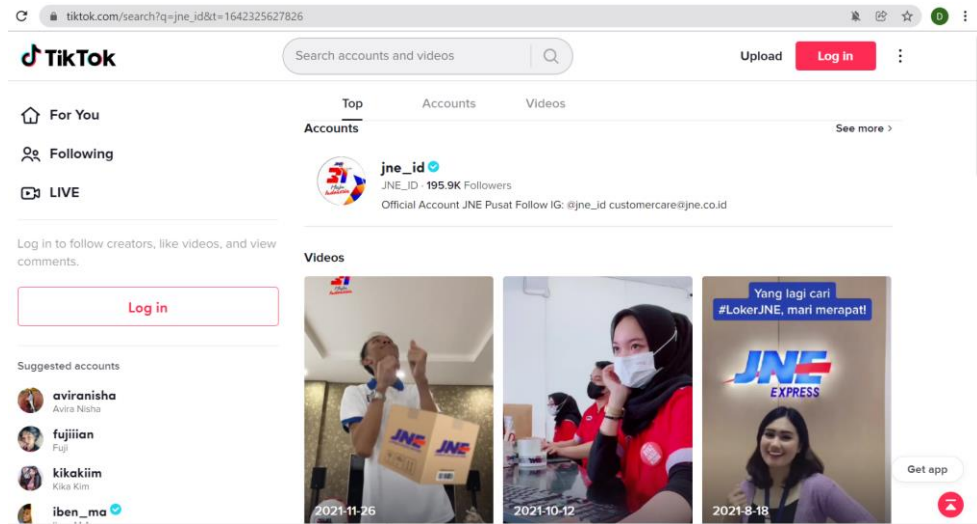 tiktok.com/search?q=jne_id&t=1642325627826
D
TikTok
Search accounts and videos
Upload
Log in
For You
Following
LIVE
Log in to follow creators, like videos, and view
comments.
Log in
Suggested accounts
aviranisha
Avira Nisha
fujiiian
Fuji
kikakiim
Kika Kim
iben_ma
Top Accounts Videos
Accounts
See more >
jne_id
JNE_ID · 195.9K Followers
Official Account JNE Pusat Follow IG: @jne_id customercare@jne.co.id
Videos
31
JNE JNE
2021-11-26
2021-10-12
Yang lagi cari
#LokerJNE, mari merapat!
JNE
EXPRESS
2021-8-18
Get app